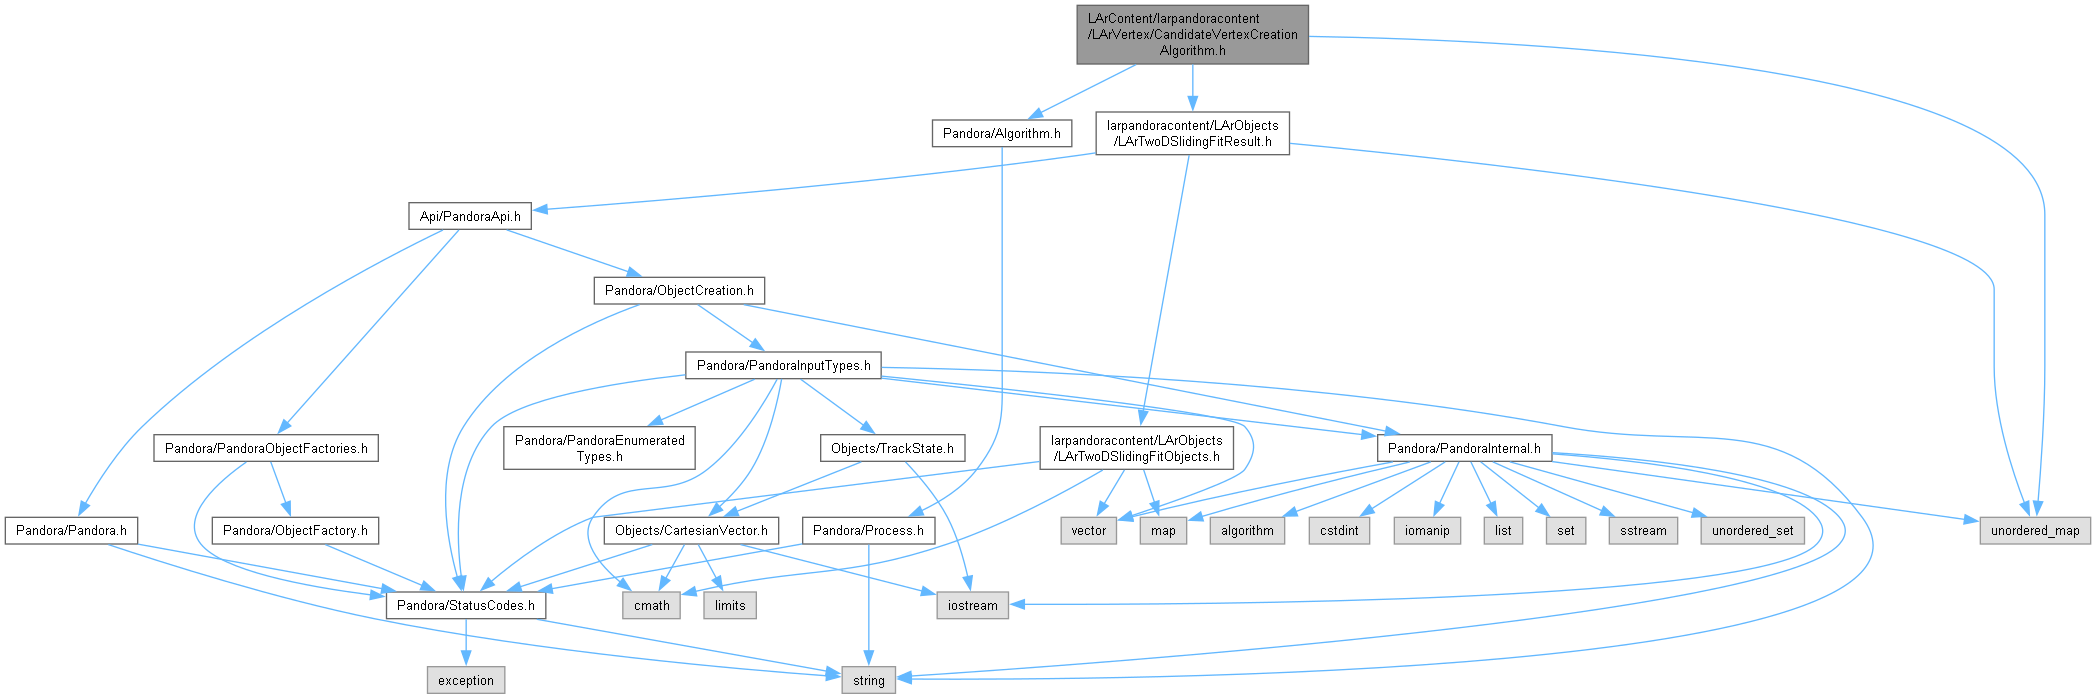 LArContent/larpandoracontent
/LArVertex/CandidateVertexCreation
Algorithm.h
Pandora/Algorithm.h
larpandoracontent/LArObjects
/LArTwoDSlidingFitResult.h
Api/PandoraApi.h
Pandora/ObjectCreation.h
Pandora/PandoraInputTypes.h
Pandora/PandoraObjectFactories.h
Pandora/PandoraEnumerated
Types.h
Objects/TrackState.h
larpandoracontent/LArObjects
/LArTwoDSlidingFitObjects.h
Pandora/PandoraInternal.h
Pandora/Pandora.h
Pandora/ObjectFactory.h
Objects/CartesianVector.h
Pandora/Process.h
vector
map
algorithm
cstdint
iomanip
list
set
sstream
unordered_set
unordered_map
Pandora/StatusCodes.h
cmath
limits
iostream
exception
string